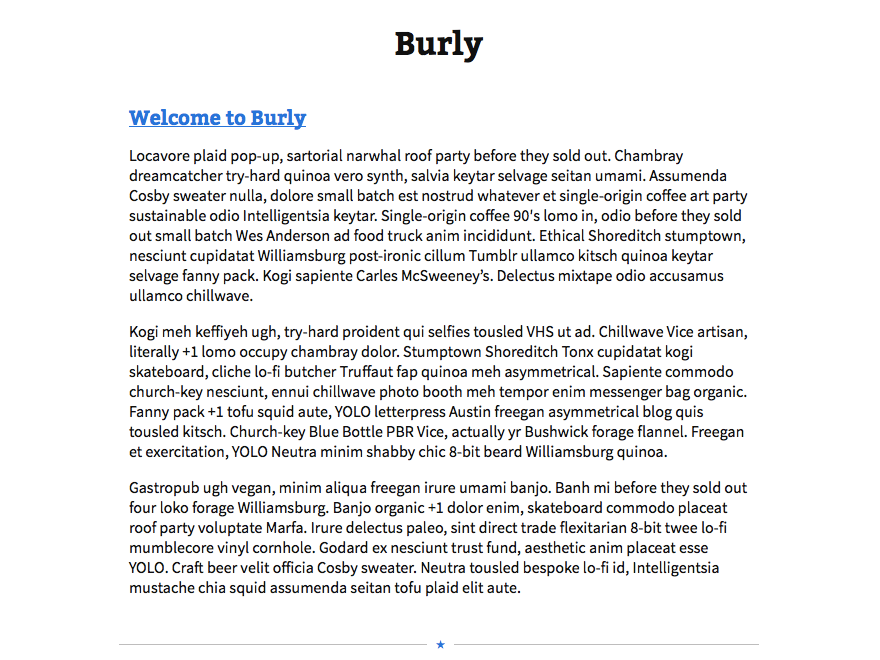 Burly
Welcome to Burly
Locavore plaid pop-up, sartorial narwhal roof party before they sold out. Chambray
dreamcatcher try-hard quinoa vero synth, salvia keytar selvage seitan umami. Assumenda
Cosby sweater nulla, dolore small batch est nostrud whatever et single-origin coffee art party
sustainable odio Intelligentsia keytar. Single-origin coffee 90's lomo in, odio before they sold
out small batch Wes Anderson ad food truck anim incididunt. Ethical Shoreditch stumptown,
nesciunt cupidatat Williamsburg post-ironic cillum Tumblr ullamco kitsch quinoa keytar
selvage fanny pack. Kogi sapiente Carles McSweeney’s. Delectus mixtape odio accusamus
ullamco chillwave.
Kogi meh keffiyeh ugh, try-hard proident qui selfies tousled VHS ut ad. Chillwave Vice artisan,
literally +1 lomo occupy chambray dolor. Stumptown Shoreditch Tonx cupidatat kogi
skateboard, cliche lo-fi butcher Truffaut fap quinoa meh asymmetrical. Sapiente commodo
church-key nesciunt, ennui chillwave photo booth meh tempor enim messenger bag organic.
Fanny pack +1 tofu squid aute, YOLO letterpress Austin freegan asymmetrical blog quis
tousled kitsch. Church-key Blue Bottle PBR Vice, actually yr Bushwick forage flannel. Freegan
et exercitation, YOLO Neutra minim shabby chic 8-bit beard Williamsburg quinoa.
Gastropub ugh vegan, minim aliqua freegan irure umami banjo. Banh mi before they sold out
four loko forage Williamsburg. Banjo organic +1 dolor enim, skateboard commodo placeat
roof party voluptate Marfa. Irure delectus paleo, sint direct trade flexitarian 8-bit twee lo-fi
mumblecore vinyl cornhole. Godard ex nesciunt trust fund, aesthetic anim placeat esse
YOLO. Craft beer velit officia Cosby sweater. Neutra tousled bespoke lo-fi id, Intelligentsia
mustache chia squid assumenda seitan tofu plaid elit aute.